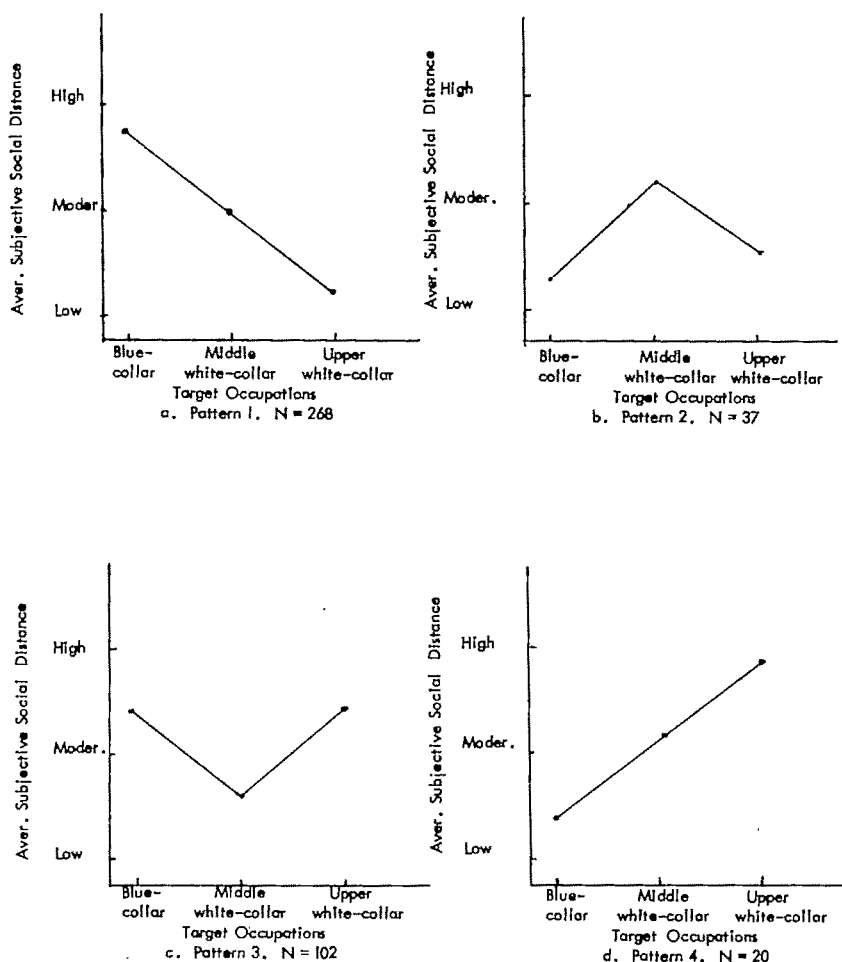 Aver. Subjective Social Distance
High
Moder
Low
Blue-
collar
Middle
white-collar
Upper
white-collar
Target Occupations
a. Pattern 1. N = 268
Aver. Subjective Social Distance
High
Moder.
Low
Blue-
collar
Middle
white-collar
Upper
white-collar
Target Occupations
b. Pattern 2. N = 37
Aver. Subjective Social Distance
High
Moder.
Low
Blue-
collar
Middle
white-collar
Upper
white-collar
Target Occupations
c. Pattern 3. N = 102
Aver. Subjective Social Distance
High
Moder.
Low
Blue-
collar
Middle
white-collar
Upper
white-collar
Target Occupations
d. Pattern 4. N = 20